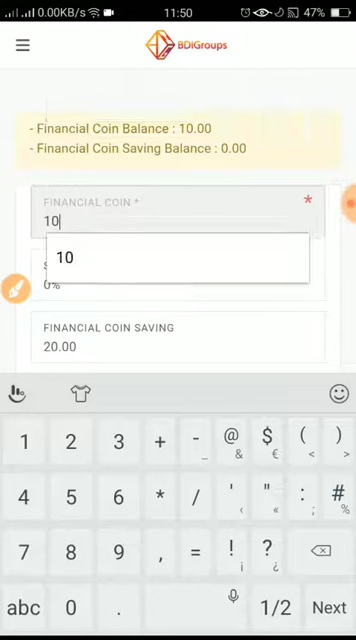 0.00KB/s 11:50 47%
BDIGroups
- Financial Coin Balance : 10.00
- Financial Coin Saving Balance : 0.00
FINANCIAL COIN * *
10
10
0%
FINANCIAL COIN SAVING
20.00
1 2 3 + - _ @ & $ € ( < ) >
4 5 6 * / ' ‹ " « : ; # %
7 8 9 , = ! ¡ ? ¿
abc 0 . 1/2 Next